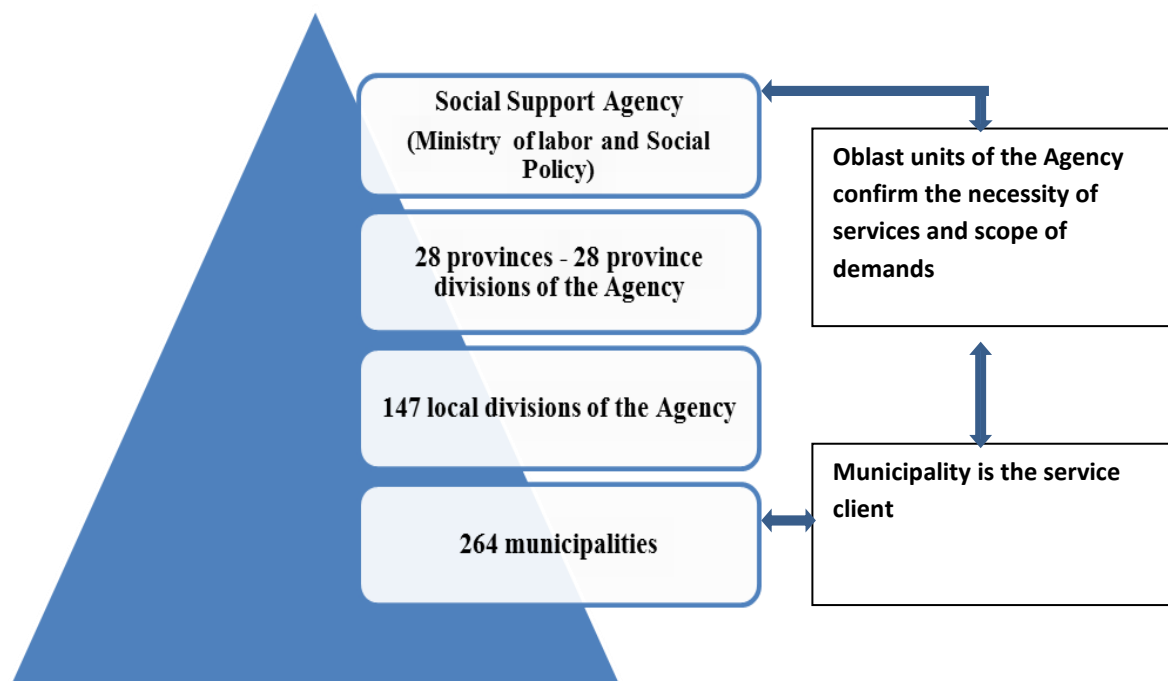 Social Support Agency
(Ministry of labor and Social
Policy)
28 provinces - 28 province
divisions of the Agency
147 local divisions of the Agency
264 municipalities
Oblast units of the Agency
confirm the necessity of
services and scope of
demands
Municipality is the service
client